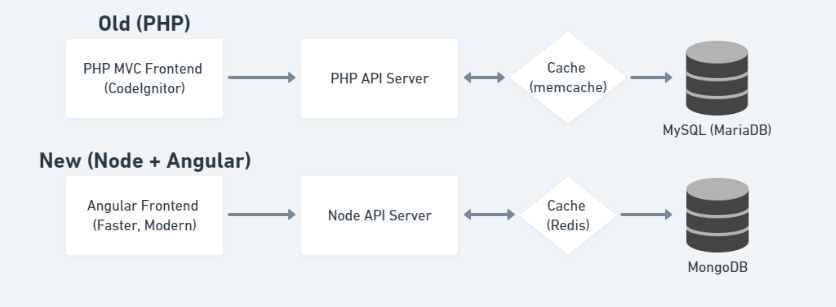 Old (PHP)
PHP MVC Frontend
(CodeIgnitor)
PHP API Server
Cache
(memcache)
MySQL (MariaDB)
New (Node + Angular)
Angular Frontend
(Faster, Modern)
Node API Server
Cache
(Redis)
MongoDB